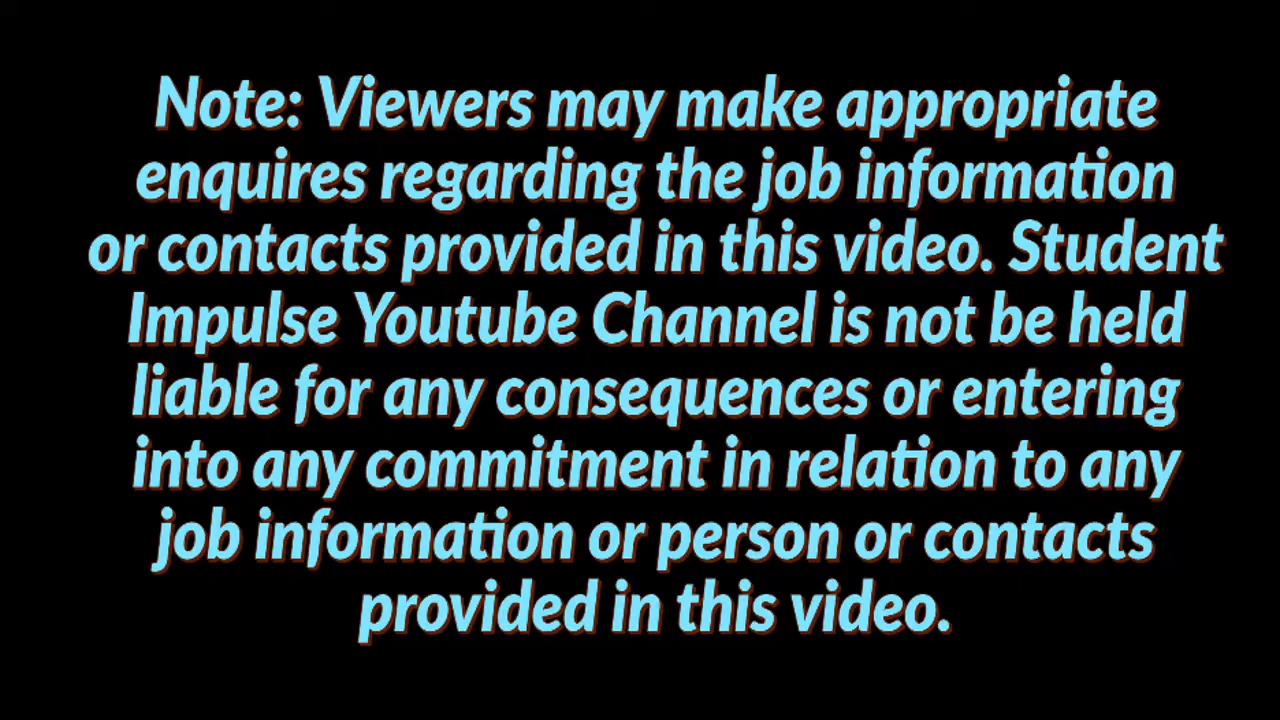 Note: Viewers may make appropriate
enquires regarding the job information
or contacts provided in this video. Student
Impulse Youtube Channel is not be held
liable for any consequences or entering
into any commitment in relation to any
job information or person or contacts
provided in this video.